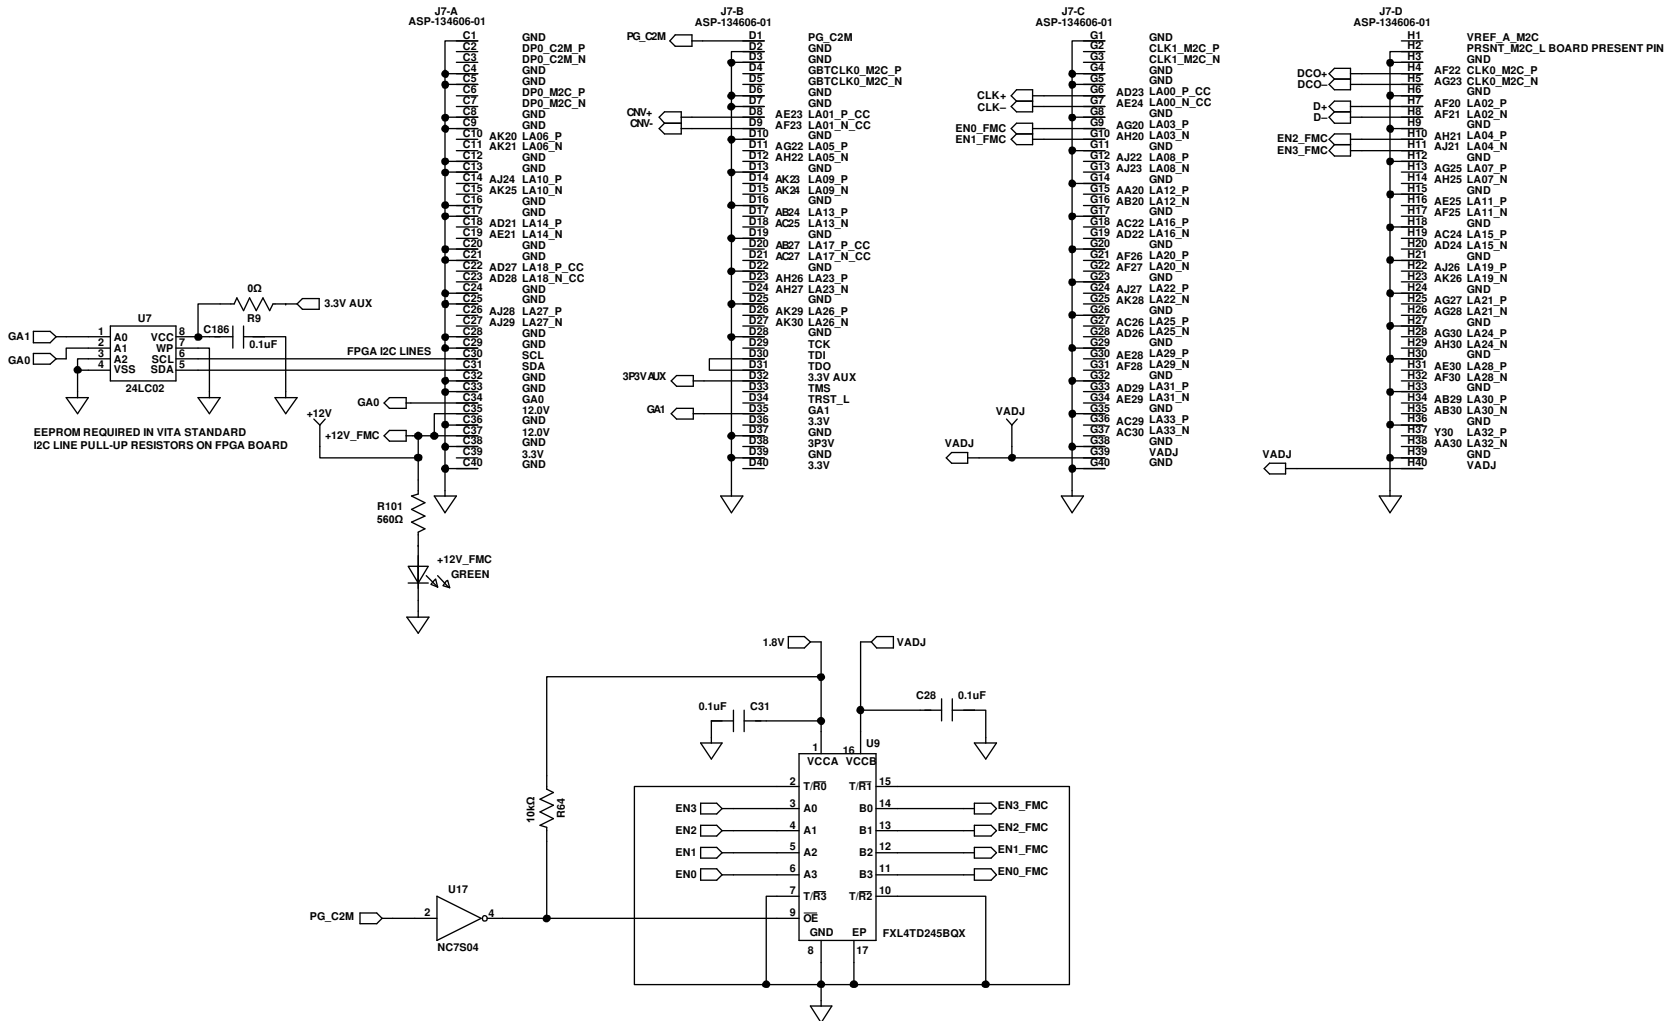 J7-A
ASP-134606-01
C1 GND
C2 DP0_C2M_P
C3 DP0_C2M_N
C4 GND
C5 GND
C6 DP0_M2C_P
C7 DP0_M2C_N
C8 GND
C9 GND
C10 AK20 LA06_P
C11 AK21 LA06_N
C12 GND
C13 GND
C14 AJ24 LA10_P
C15 AK25 LA10_N
C16 GND
C17 GND
C18 AD21 LA14_P
C19 AE21 LA14_N
C20 GND
C21 GND
C22 AD27 LA18_P_CC
C23 AD28 LA18_N_CC
C24 GND
C25 GND
C26 AJ28 LA27_P
C27 AJ29 LA27_N
C28 GND
C29 GND
FPGA I2C LINES C30 SCL
C31 SDA
C32 GND
C33 GND
GA0 C34 GA0
C35 12.0V
C36 GND
+12V_FMC C37 12.0V
C38 GND
C39 3.3V
C40 GND
0Ω
R9
3.3V AUX
U7
C186
0.1uF
GA1
GA0
1 A0 VCC 8
2 A1 WP 7
3 A2 SCL 6
4 VSS SDA 5
24LC02
+12V
EEPROM REQUIRED IN VITA STANDARD
I2C LINE PULL-UP RESISTORS ON FPGA BOARD
R101
560Ω
+12V_FMC
GREEN
J7-B
ASP-134606-01
PG_C2M D1 PG_C2M
D2 GND
D3 GND
D4 GBTCLK0_M2C_P
D5 GBTCLK0_M2C_N
D6 GND
D7 GND
CNV+ D8 AE23 LA01_P_CC
CNV- D9 AF23 LA01_N_CC
D10 GND
D11 AG22 LA05_P
D12 AH22 LA05_N
D13 GND
D14 AK23 LA09_P
D15 AK24 LA09_N
D16 GND
D17 AB24 LA13_P
D18 AC25 LA13_N
D19 GND
D20 AB27 LA17_P_CC
D21 AC27 LA17_N_CC
D22 GND
D23 AH26 LA23_P
D24 AH27 LA23_N
D25 GND
D26 AK29 LA26_P
D27 AK30 LA26_N
D28 GND
D29 TCK
D30 TDI
D31 TDO
3P3VAUX D32 3.3V AUX
D33 TMS
D34 TRST_L
GA1 D35 GA1
D36 3.3V
D37 GND
D38 3P3V
D39 GND
D40 3.3V
J7-C
ASP-134606-01
G1 GND
G2 CLK1_M2C_P
G3 CLK1_M2C_N
G4 GND
G5 GND
CLK+ G6 AD23 LA00_P_CC
CLK– G7 AE24 LA00_N_CC
G8 GND
EN0_FMC G9 AG20 LA03_P
EN1_FMC G10 AH20 LA03_N
G11 GND
G12 AJ22 LA08_P
G13 AJ23 LA08_N
G14 GND
G15 AA20 LA12_P
G16 AB20 LA12_N
G17 GND
G18 AC22 LA16_P
G19 AD22 LA16_N
G20 GND
G21 AF26 LA20_P
G22 AF27 LA20_N
G23 GND
G24 AJ27 LA22_P
G25 AK28 LA22_N
G26 GND
G27 AC26 LA25_P
G28 AD26 LA25_N
G29 GND
G30 AE28 LA29_P
G31 AF28 LA29_N
G32 GND
G33 AD29 LA31_P
G34 AE29 LA31_N
G35 GND
G36 AC29 LA33_P
G37 AC30 LA33_N
G38 GND
G39 VADJ
G40 GND
VADJ
VADJ
J7-D
ASP-134606-01
H1 VREF_A_M2C
H2 PRSNT_M2C_L BOARD PRESENT PIN
H3 GND
DCO+ H4 AF22 CLK0_M2C_P
DCO– H5 AG23 CLK0_M2C_N
H6 GND
D+ H7 AF20 LA02_P
D– H8 AF21 LA02_N
H9 GND
EN2_FMC H10 AH21 LA04_P
EN3_FMC H11 AJ21 LA04_N
H12 GND
H13 AG25 LA07_P
H14 AH25 LA07_N
H15 GND
H16 AE25 LA11_P
H17 AF25 LA11_N
H18 GND
H19 AC24 LA15_P
H20 AD24 LA15_N
H21 GND
H22 AJ26 LA19_P
H23 AK26 LA19_N
H24 GND
H25 AG27 LA21_P
H26 AG28 LA21_N
H27 GND
H28 AG30 LA24_P
H29 AH30 LA24_N
H30 GND
H31 AE30 LA28_P
H32 AF30 LA28_N
H33 GND
H34 AB29 LA30_P
H35 AB30 LA30_N
H36 GND
H37 Y30 LA32_P
H38 AA30 LA32_N
H39 GND
VADJ H40 VADJ
1.8V
VADJ
0.1uF C31
C28 0.1uF
U9
1 16
VCCA VCCB
2 T/R0 T/R1 15
EN3 3 A0 B0 14 EN3_FMC
EN2 4 A1 B1 13 EN2_FMC
EN1 5 A2 B2 12 EN1_FMC
EN0 6 A3 B3 11 EN0_FMC
7 T/R3 T/R2 10
9 OE
GND EP
FXL4TD245BQX
8 17
10kΩ
R64
U17
PG_C2M 2 4
NC7S04